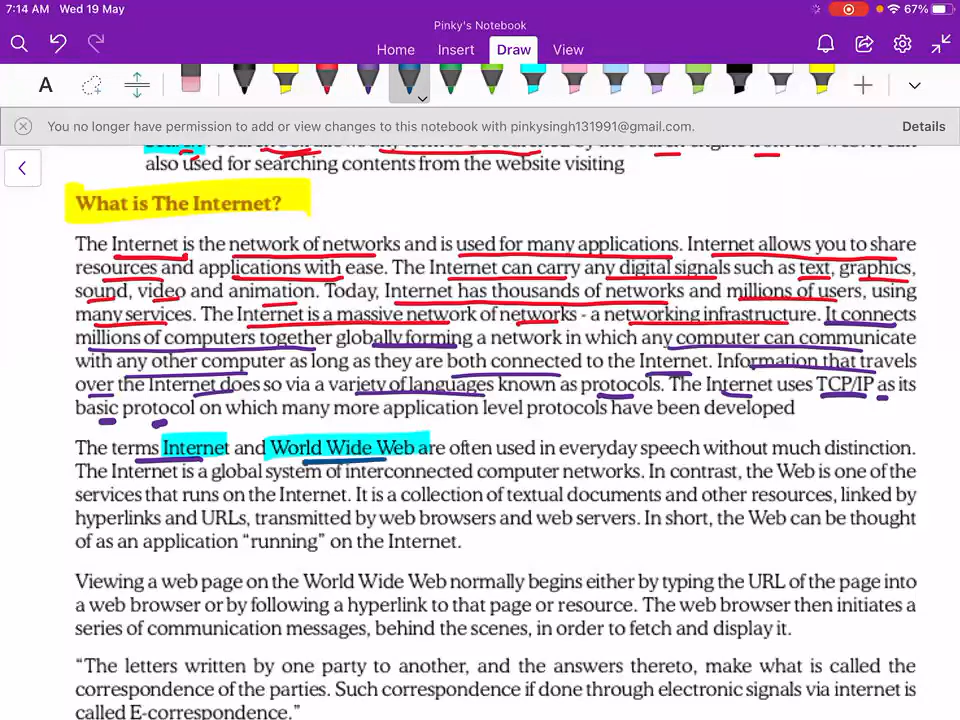 7:14 AM Wed 19 May
67%
Pinky's Notebook
Home Insert Draw View
A
You no longer have permission to add or view changes to this notebook with pinkysingh131991@gmail.com.
Details
also used for searching contents from the website visiting
What is The Internet?
The Internet is the network of networks and is used for many applications. Internet allows you to share
resources and applications with ease. The Internet can carry any digital signals such as text, graphics,
sound, video and animation. Today, Internet has thousands of networks and millions of users, using
many services. The Internet is a massive network of networks - a networking infrastructure. It connects
millions of computers together globally forming a network in which any computer can communicate
with any other computer as long as they are both connected to the Internet. Information that travels
over the Internet does so via a variety of languages known as protocols. The Internet uses TCP/IP as its
basic protocol on which many more application level protocols have been developed
The terms Internet and World Wide Web are often used in everyday speech without much distinction.
The Internet is a global system of interconnected computer networks. In contrast, the Web is one of the
services that runs on the Internet. It is a collection of textual documents and other resources, linked by
hyperlinks and URLs, transmitted by web browsers and web servers. In short, the Web can be thought
of as an application “running” on the Internet.
Viewing a web page on the World Wide Web normally begins either by typing the URL of the page into
a web browser or by following a hyperlink to that page or resource. The web browser then initiates a
series of communication messages, behind the scenes, in order to fetch and display it.
“The letters written by one party to another, and the answers thereto, make what is called the
correspondence of the parties. Such correspondence if done through electronic signals via internet is
called E-correspondence.”